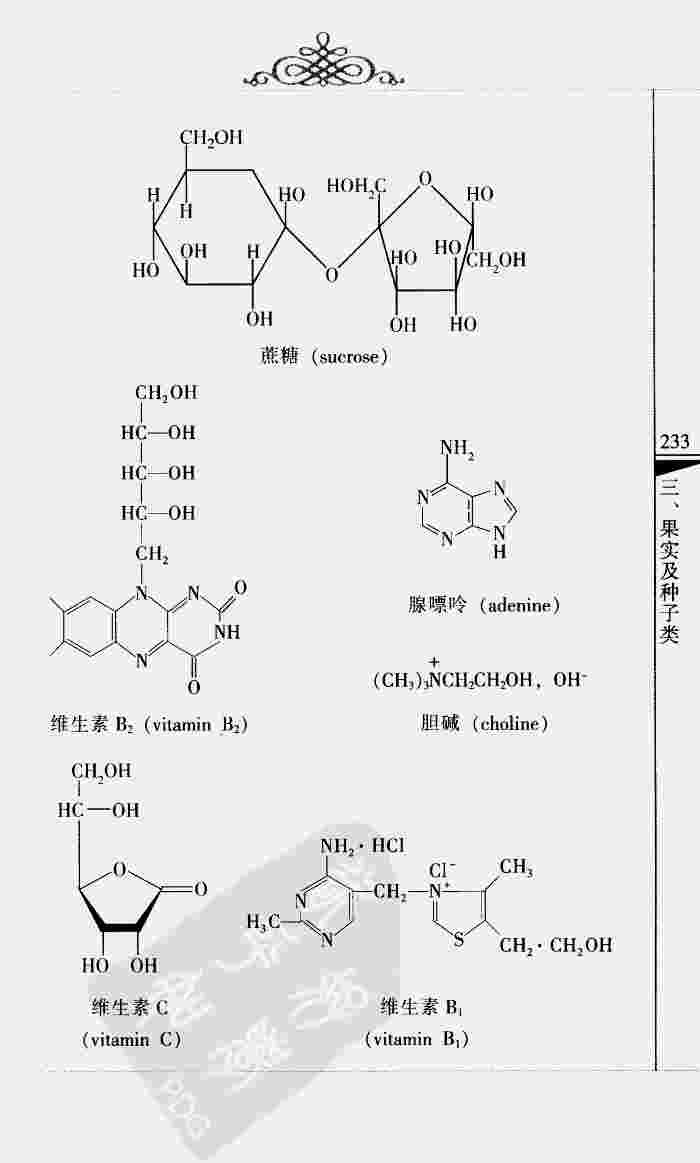 CH₂OH
H
H
HO
OH
H
OH
HO
O
HOH₂C
O
HO
HO
OH
HO
HO
CH₂OH
蔗糖 (sucrose)
CH₂OH
HC—OH
HC—OH
HC—OH
CH₂
N
N
O
NH
N
O
维生素 B₂ (vitamin B₂)
NH₂
N
N
N
N
H
腺嘌呤 (adenine)
+
(CH₃)₃NCH₂CH₂OH, OH⁻
胆碱 (choline)
233
三、果实及种子类
CH₂OH
HC—OH
O
O
HO
OH
维生素 C
(vitamin C)
NH₂·HCl
N
H₃C
N
CH₂
Cl⁻
N⁺
CH₃
S
CH₂·CH₂OH
维生素 B₁
(vitamin B₁)
PDG